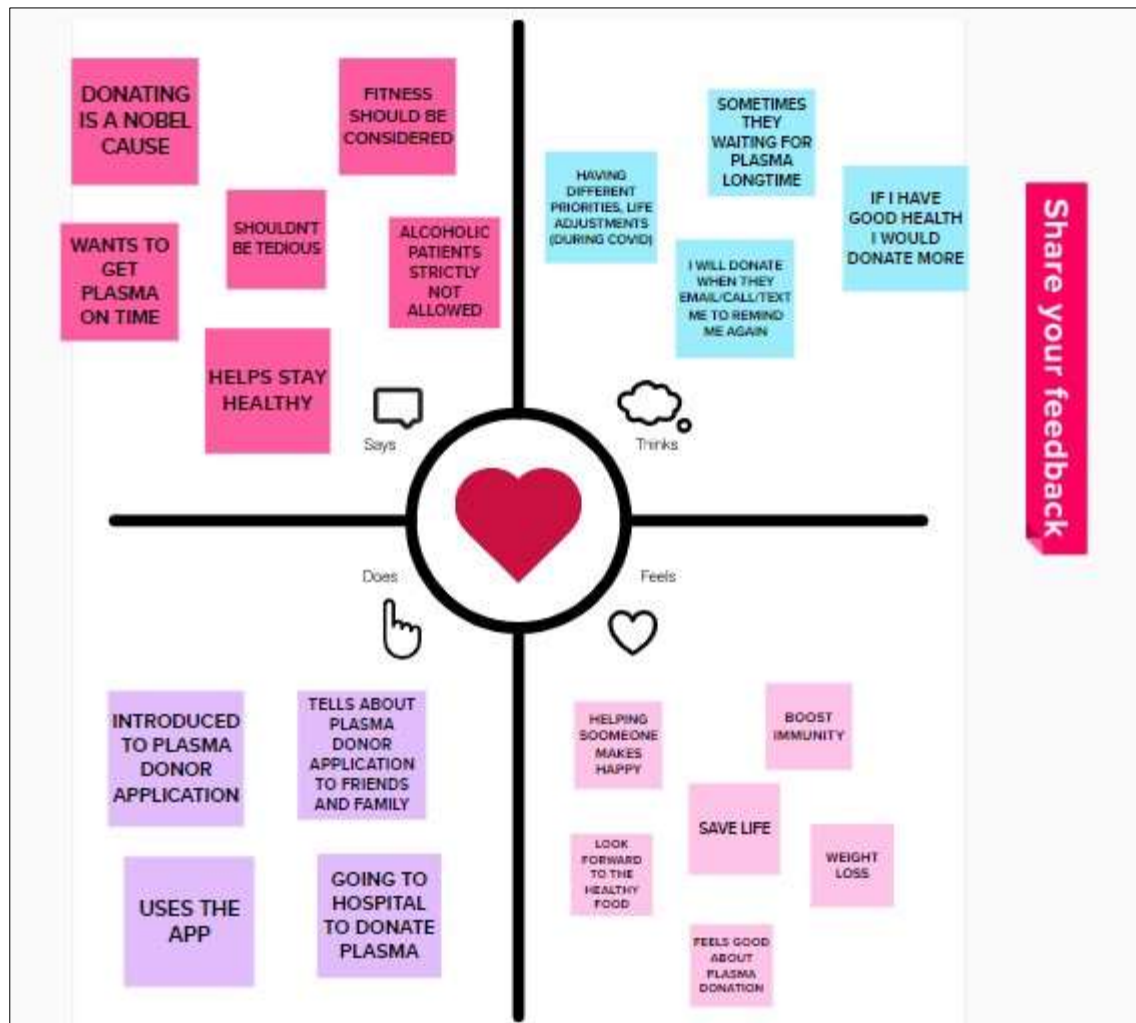 DONATING
IS A NOBEL
CAUSE
FITNESS
SHOULD BE
CONSIDERED
WANTS TO
GET
PLASMA
ON TIME
SHOULDN'T
BE TEDIOUS
ALCOHOLIC
PATIENTS
STRICTLY
NOT
ALLOWED
HELPS STAY
HEALTHY
Says
HAVING
DIFFERENT
PRIORITIES, LIFE
ADJUSTMENTS
(DURING COVID)
SOMETIMES
THEY
WAITING FOR
PLASMA
LONGTIME
IF I HAVE
GOOD HEALTH
I WOULD
DONATE MORE
I WILL DONATE
WHEN THEY
EMAIL/CALL/TEXT
ME TO REMIND
ME AGAIN
Thinks
Share your feedback
Does
INTRODUCED
TO PLASMA
DONOR
APPLICATION
TELLS ABOUT
PLASMA
DONOR
APPLICATION
TO FRIENDS
AND FAMILY
USES THE
APP
GOING TO
HOSPITAL
TO DONATE
PLASMA
Feels
HELPING
SOOMEONE
MAKES
HAPPY
BOOST
IMMUNITY
SAVE LIFE
LOOK
FORWARD
TO THE
HEALTHY
FOOD
WEIGHT
LOSS
FEELS GOOD
ABOUT
PLASMA
DONATION